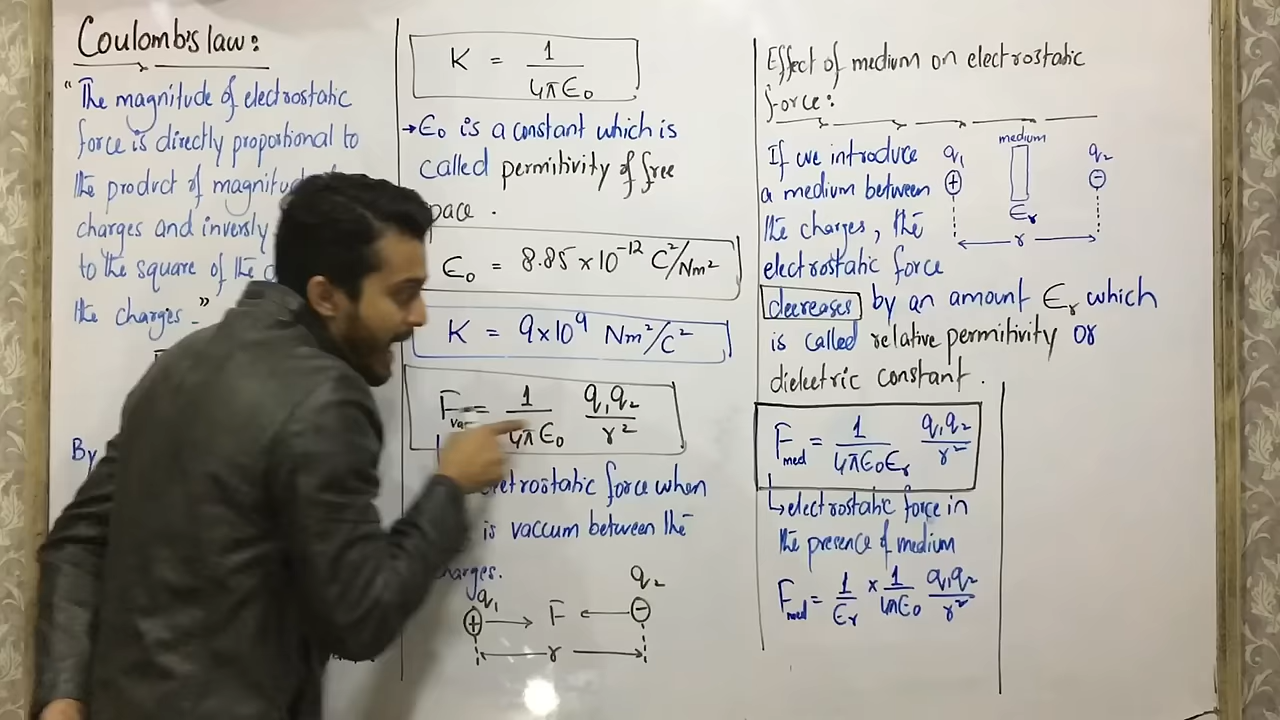 Coulomb's law:
"The magnitude of electrostatic
force is directly proportional to
the product of magnitude
charges and inversly
to the square of the
the charges."
By
K = 1/4πϵ₀
→ϵ₀ is a constant which is
called permitivity of free
pace.
ϵ₀ = 8.85×10⁻¹² C²/Nm²
K = 9×10⁹ Nm²/C²
F = 1/4πϵ₀ q₁q₂/r²
force when
is vaccum between the
harges.
q₁ q₂
+ → F ← −
r
Effect of medium on electrostatic
force:
If we introduce
a medium between
the charges, the
electrostatic force
decreases by an amount ϵr which
is called relative permitivity or
dielectric constant.
medium
q₁ q₂
+ −
ϵr
r
Fmed = 1/4πϵ₀ϵr q₁q₂/r²
↳electrostatic force in
the presence of medium
Fmed = 1/ϵr × 1/4πϵ₀ q₁q₂/r²